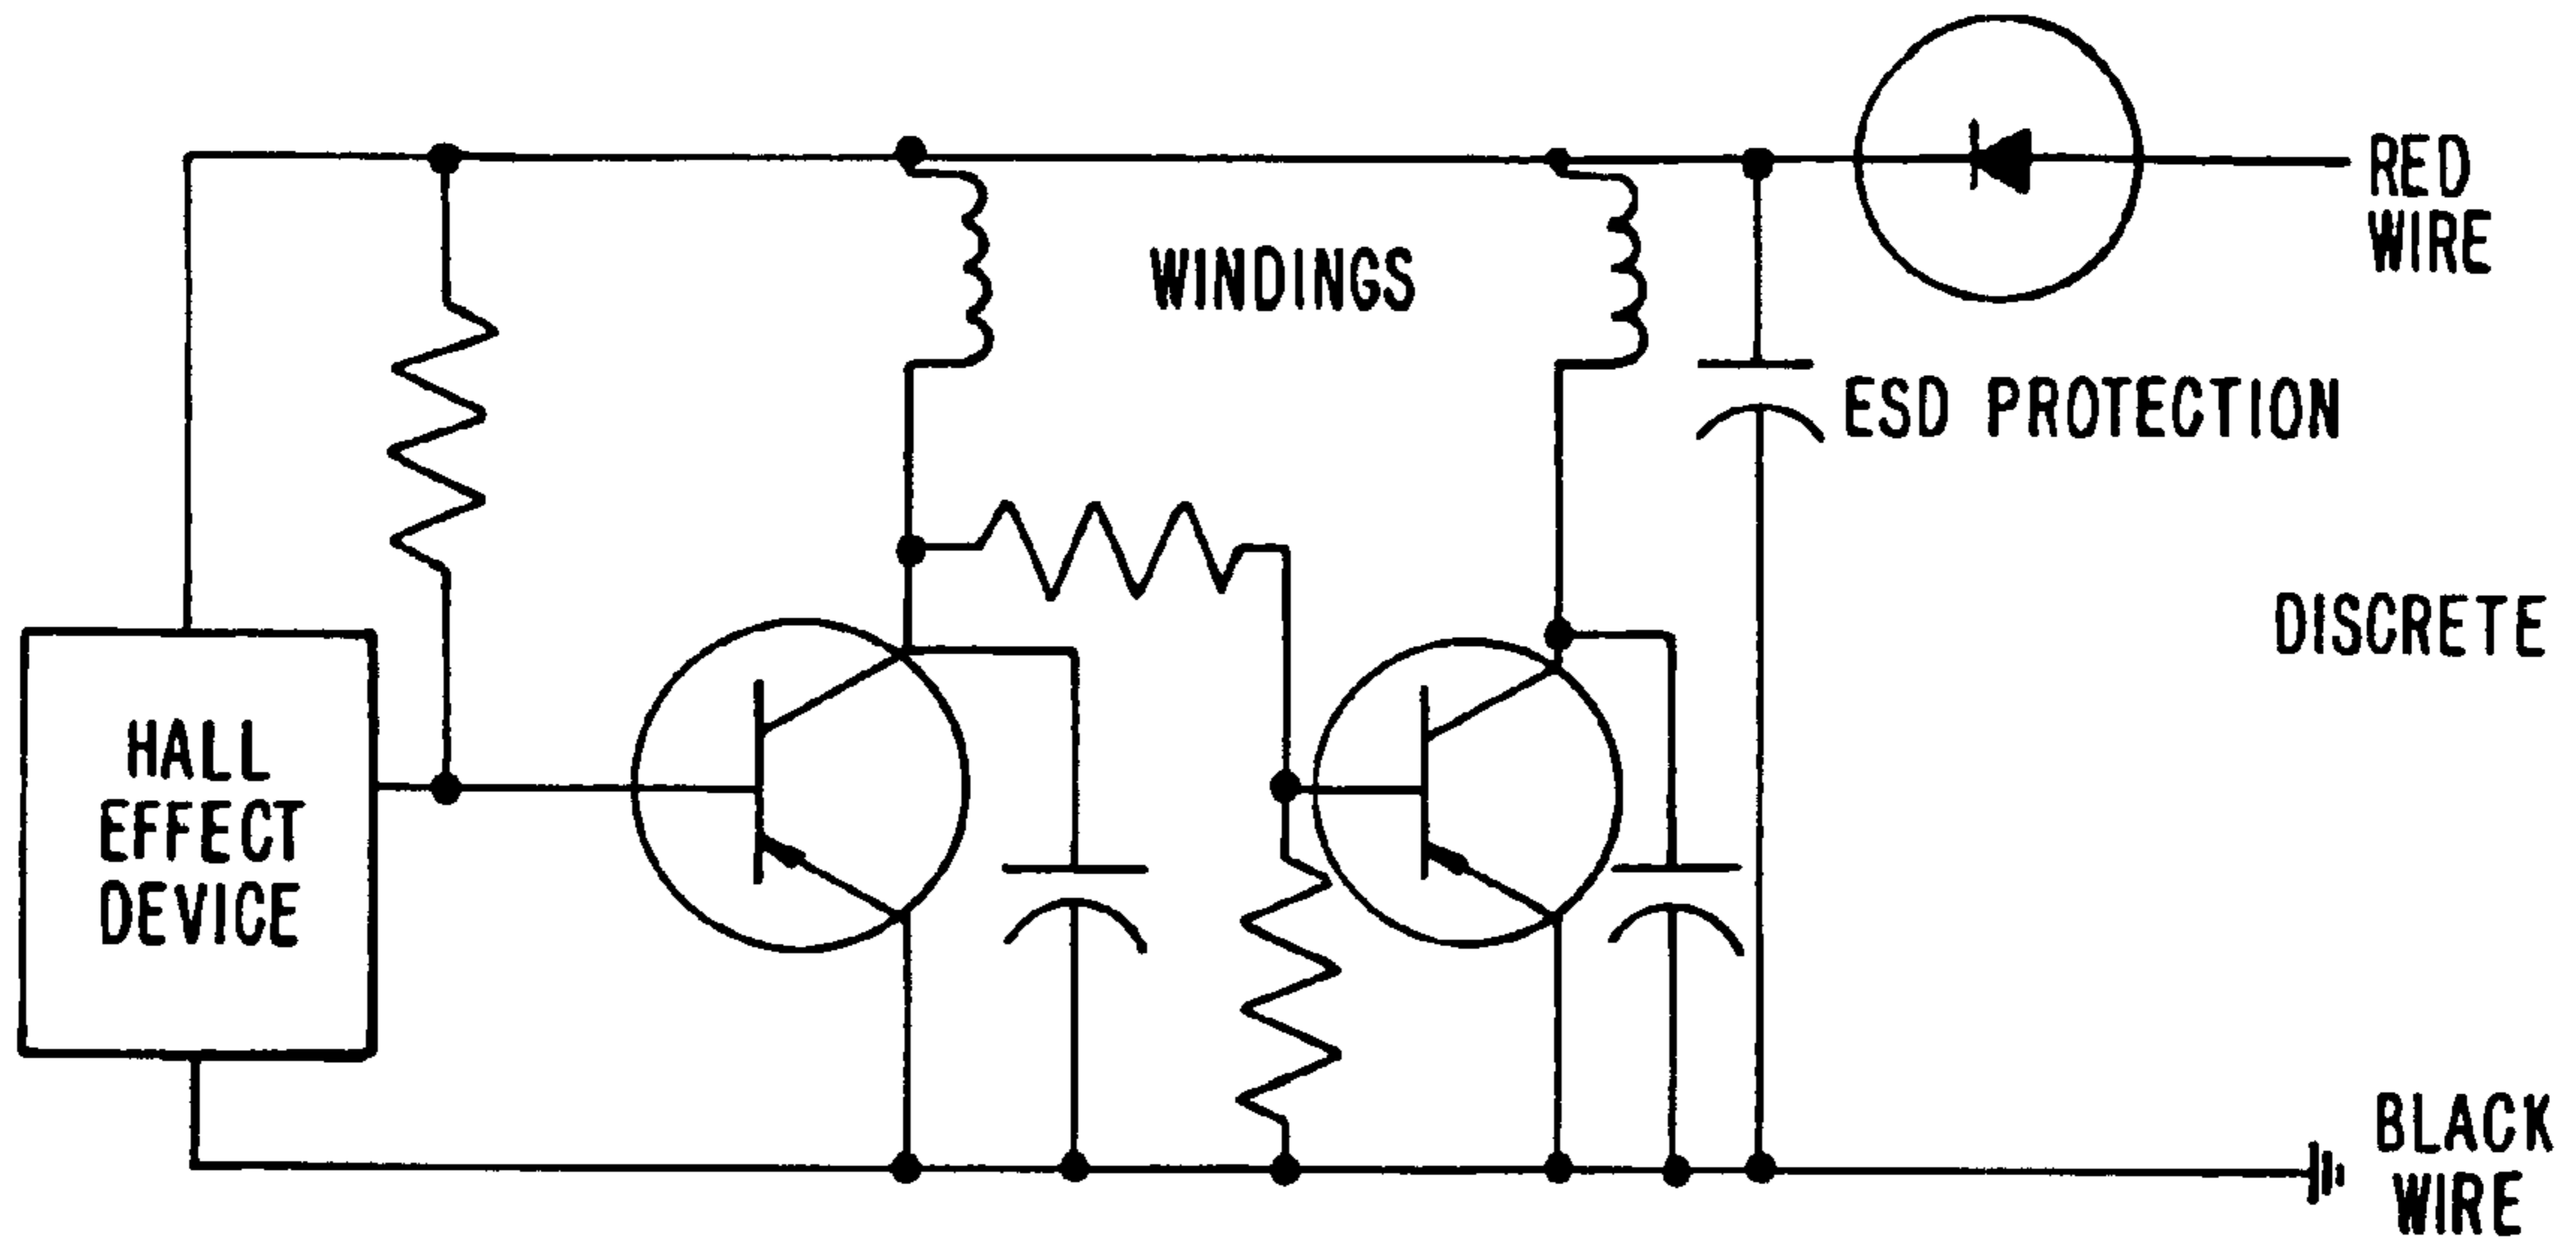 RED
WIRE
WINDINGS
ESD PROTECTION
DISCRETE
HALL
EFFECT
DEVICE
BLACK
WIRE